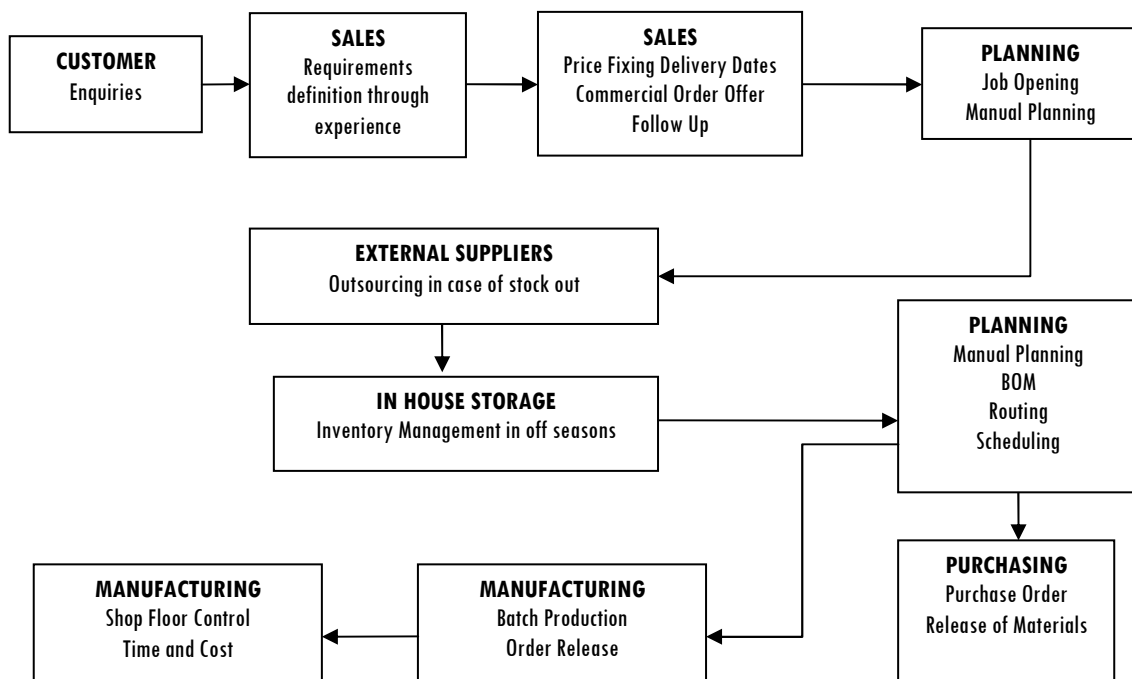 CUSTOMER
Enquiries
SALES
Requirements
definition through
experience
SALES
Price Fixing Delivery Dates
Commercial Order Offer
Follow Up
PLANNING
Job Opening
Manual Planning
EXTERNAL SUPPLIERS
Outsourcing in case of stock out
IN HOUSE STORAGE
Inventory Management in off seasons
PLANNING
Manual Planning
BOM
Routing
Scheduling
MANUFACTURING
Shop Floor Control
Time and Cost
MANUFACTURING
Batch Production
Order Release
PURCHASING
Purchase Order
Release of Materials